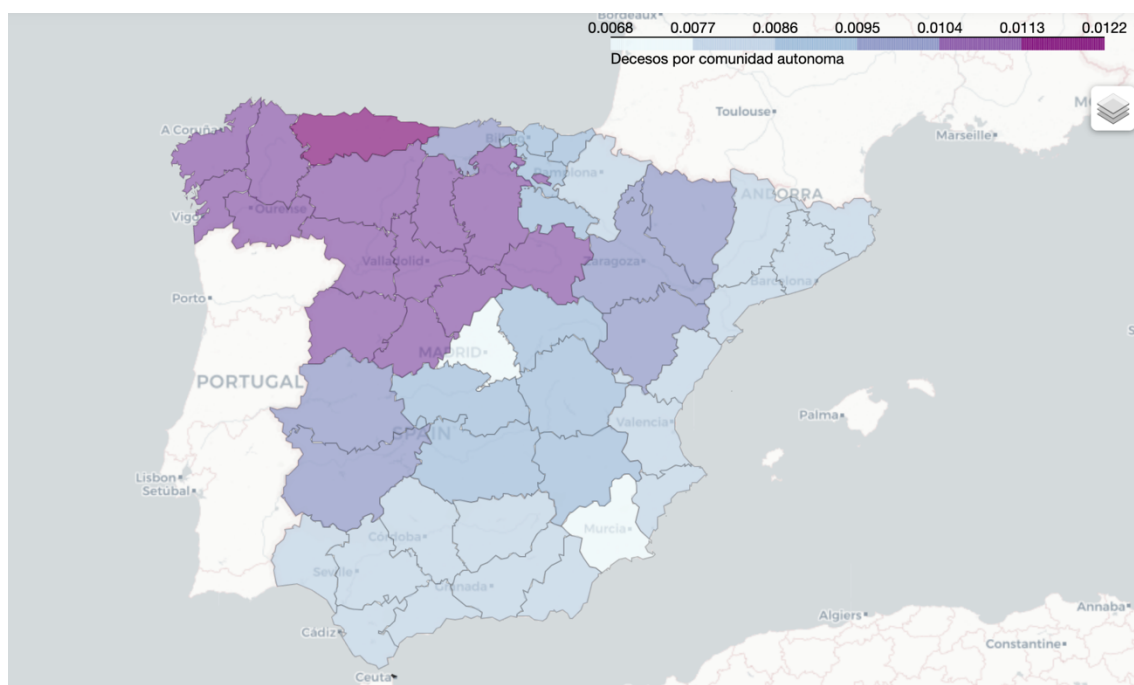 Bordeaux
0.0068 0.0077 0.0086 0.0095 0.0104 0.0113 0.0122
Decesos por comunidad autonoma
Toulouse
Marseille
A Coruña
Bilbao
Pamplona
ANDORRA
Vigo
Ourense
Valladolid
Zaragoza
Barcelona
Porto
MADRID
PORTUGAL
Palma
Valencia
SPAIN
Lisbon
Setúbal
Murcia
Córdoba
Seville
Granada
Cádiz
Algiers
Annaba
Constantine
Ceuta